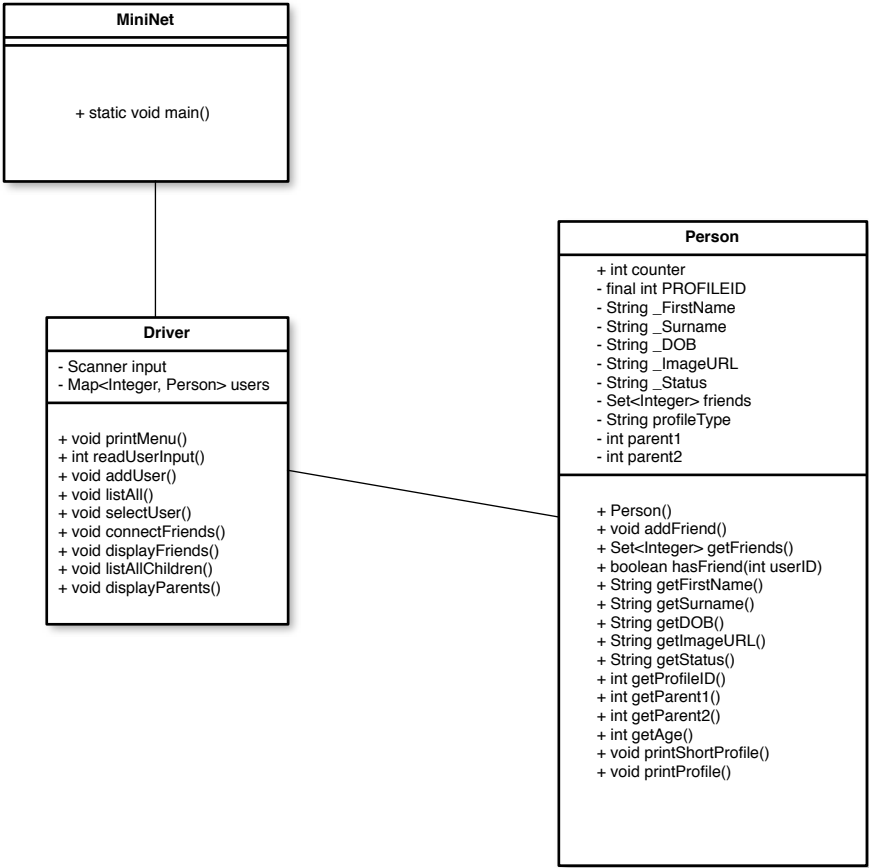 MiniNet
+ static void main()
Driver
- Scanner input
- Map<Integer, Person> users
+ void printMenu()
+ int readUserInput()
+ void addUser()
+ void listAll()
+ void selectUser()
+ void connectFriends()
+ void displayFriends()
+ void listAllChildren()
+ void displayParents()
Person
+ int counter
- final int PROFILEID
- String _FirstName
- String _Surname
- String _DOB
- String _ImageURL
- String _Status
- Set<Integer> friends
- String profileType
- int parent1
- int parent2
+ Person()
+ void addFriend()
+ Set<Integer> getFriends()
+ boolean hasFriend(int userID)
+ String getFirstName()
+ String getSurname()
+ String getDOB()
+ String getImageURL()
+ String getStatus()
+ int getProfileID()
+ int getParent1()
+ int getParent2()
+ int getAge()
+ void printShortProfile()
+ void printProfile()